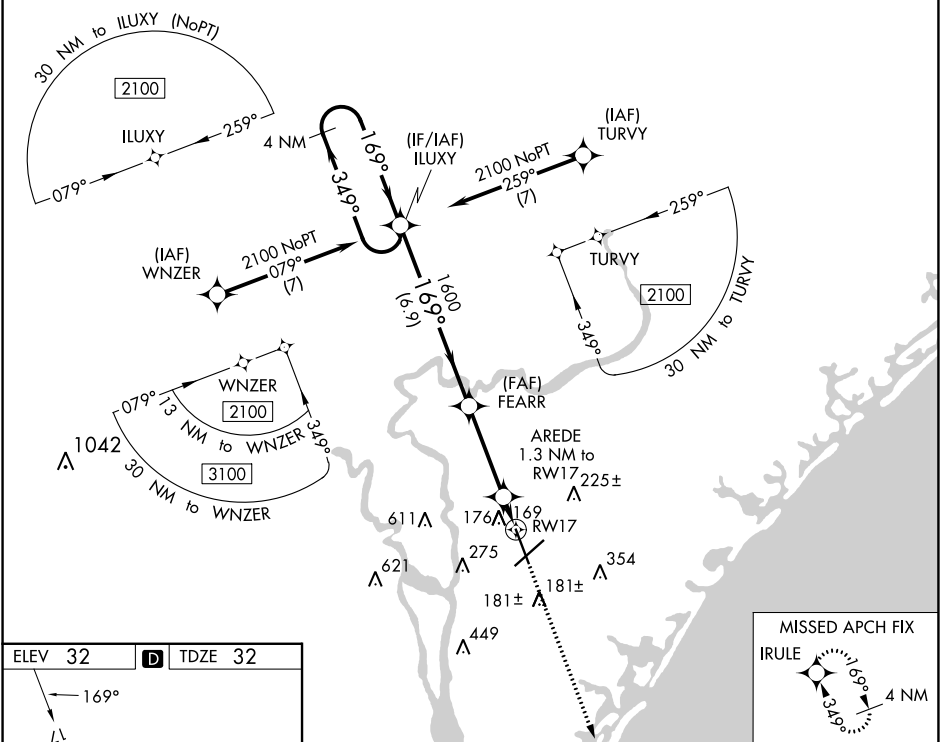 30 NM to ILUXY (NoPT)
2100
ILUXY
079°
259°
4 NM
169°
349°
(IF/IAF)
ILUXY
(IAF)
TURVY
2100 NoPT
259°
(7)
(IAF)
WNZER
2100 NoPT
079°
(7)
1600
169°
(6.9)
259°
TURVY
2100
349°
30 NM to TURVY
WNZER
079°
2100
13 NM to WNZER
349°
3100
30 NM to WNZER
1042
(FAF)
FEARR
AREDE
1.3 NM to
RW17
225±
611
176
169
RW17
275
621
354
181±
181±
449
ELEV 32
D
TDZE 32
169°
17
MISSED APCH FIX
IRULE
169°
349°
4 NM